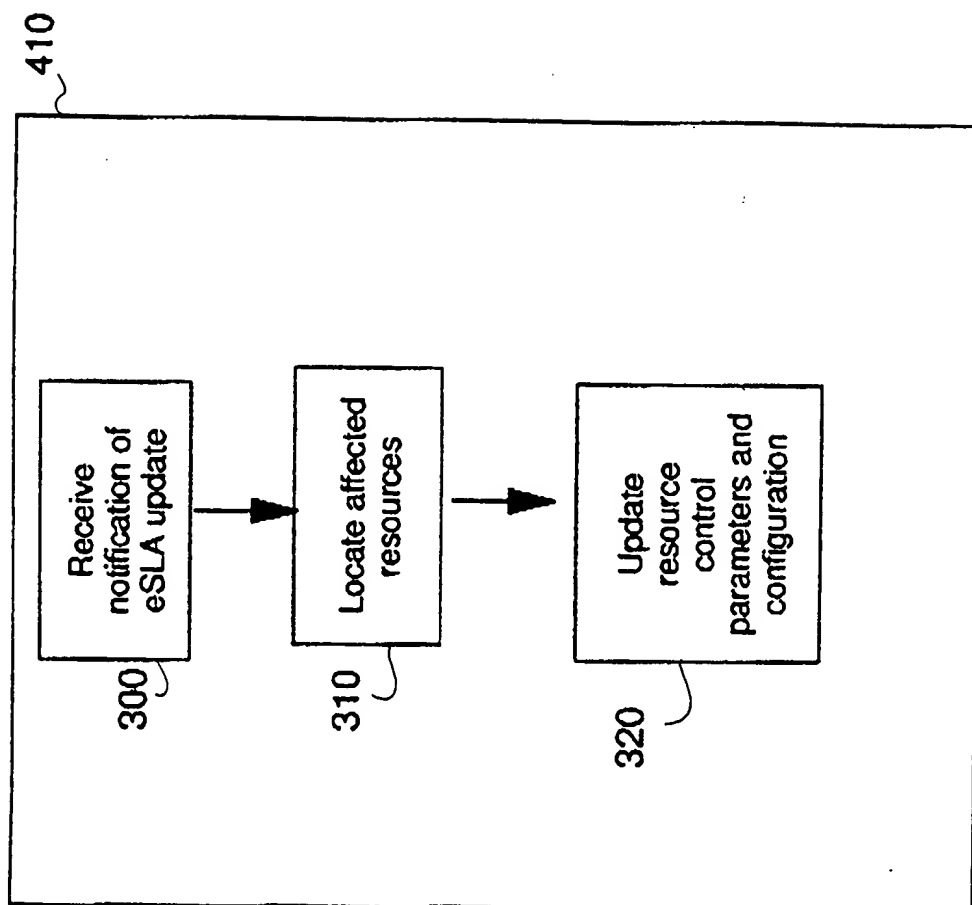 410
Receive
notification of
eSLA update
300
Locate affected
resources
310
Update
resource
control
parameters and
configuration
320